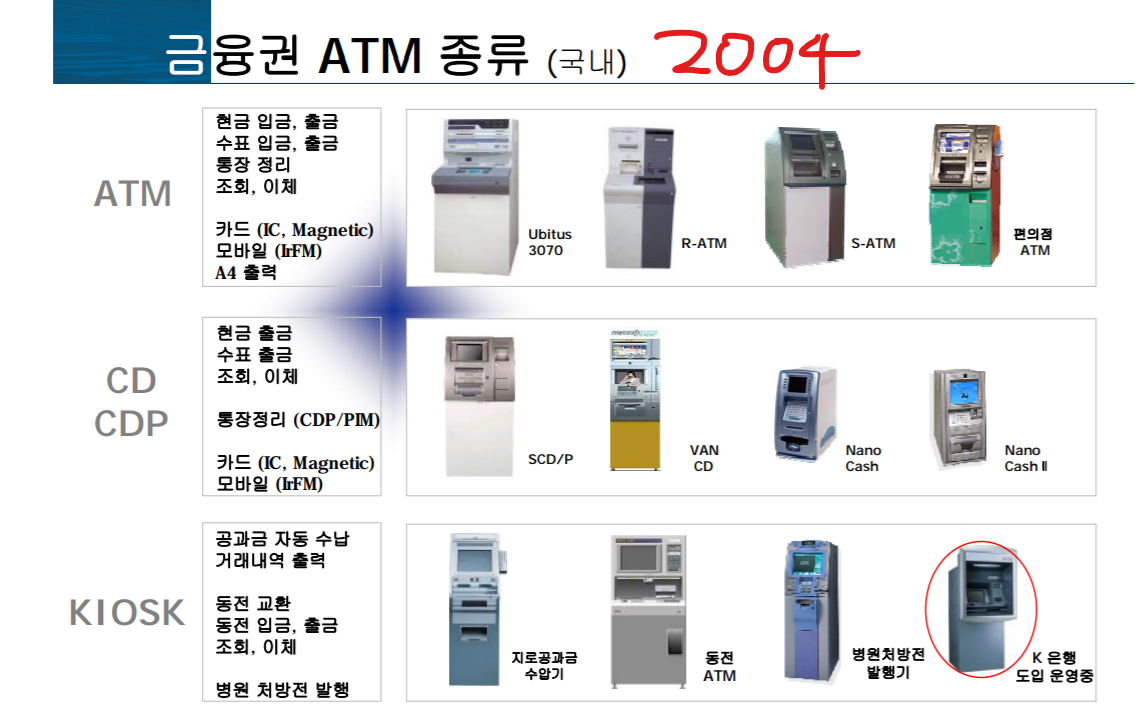 금융권 ATM 종류 (국내) 2004
ATM
현금 입금, 출금
수표 입금, 출금
통장 정리
조회, 이체
카드 (IC, Magnetic)
모바일 (IrFM)
A4 출력
Ubitus
3070
R-ATM
S-ATM
편의점
ATM
CD
CDP
현금 출금
수표 출금
조회, 이체
통장정리 (CDP/PIM)
카드 (IC, Magnetic)
모바일 (IrFM)
SCD/P
VAN
CD
Nano
Cash
Nano
Cash II
KIOSK
공과금 자동 수납
거래내역 출력
동전 교환
동전 입금, 출금
조회, 이체
병원 처방전 발행
지로공과금
수압기
동전
ATM
병원처방전
발행기
K 은행
도입 운영중